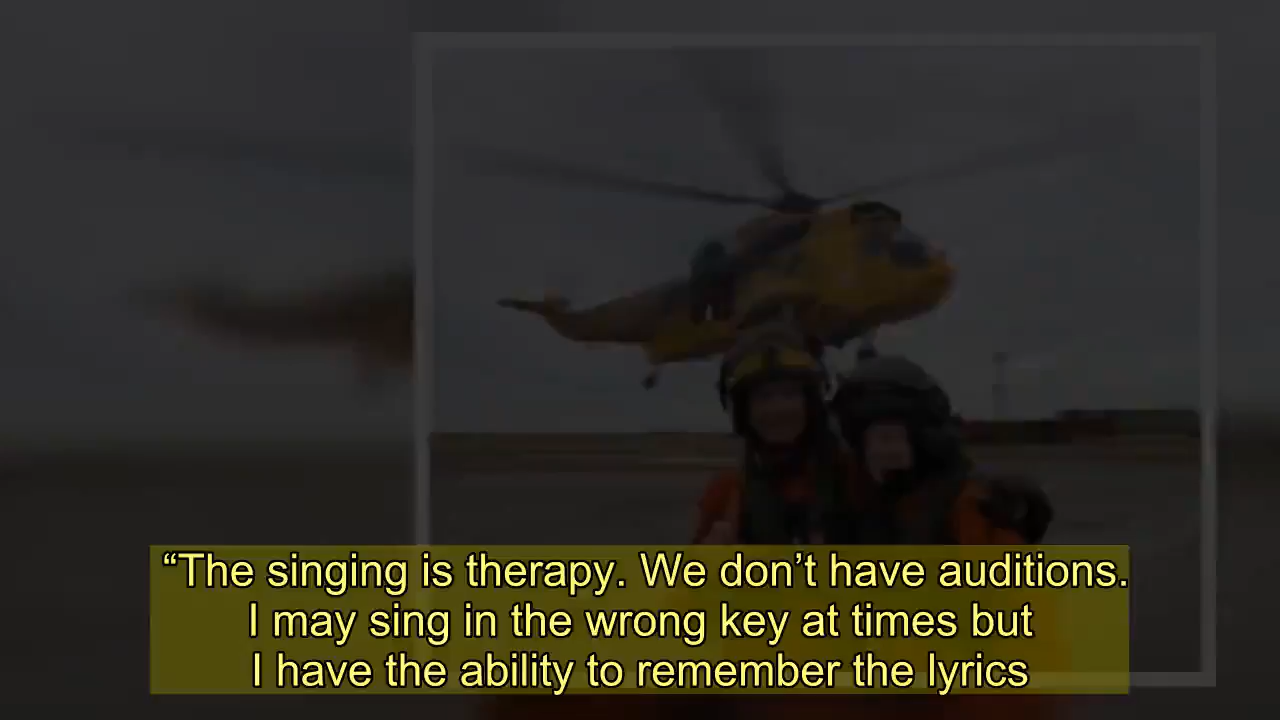 “The singing is therapy. We don’t have auditions.
I may sing in the wrong key at times but
I have the ability to remember the lyrics